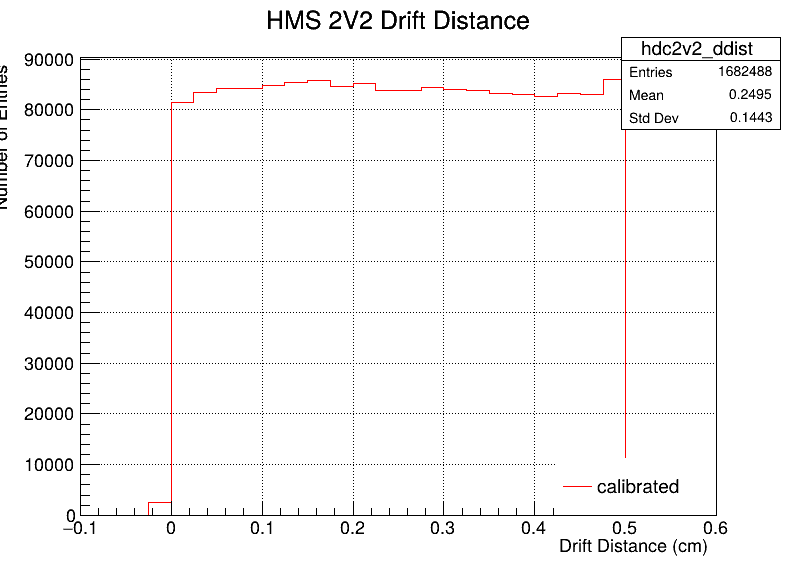 HMS 2V2 Drift Distance
hdc2v2_ddist
Entries 1682488
Mean 0.2495
Std Dev 0.1443
Number of Entries
90000
80000
70000
60000
50000
40000
30000
20000
10000
0
calibrated
−0.1 0 0.1 0.2 0.3 0.4 0.5 0.6
Drift Distance (cm)